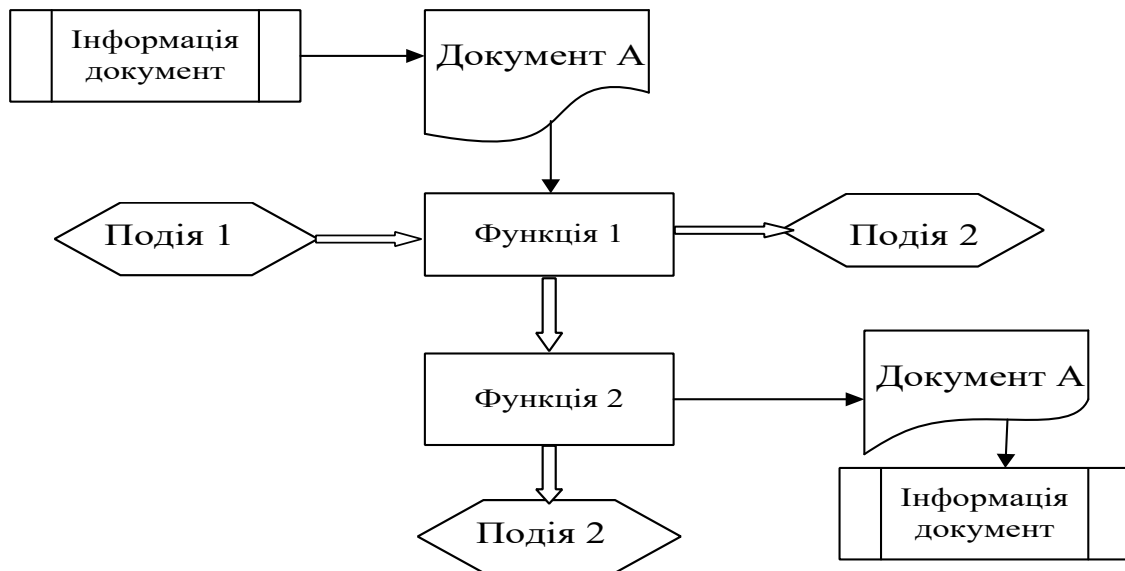 Інформація
документ
Документ А
Подія 1
Функція 1
Подія 2
Функція 2
Документ А
Інформація
документ
Подія 2